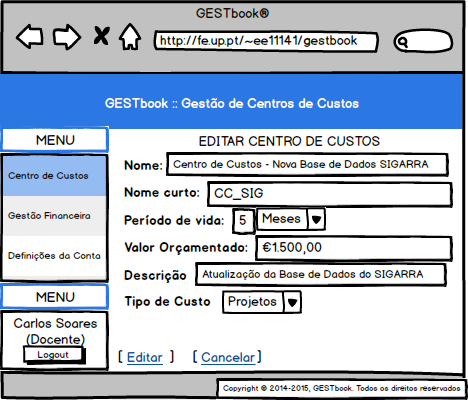 GESTbook®
http://fe.up.pt/~ee11141/gestbook
GESTbook :: Gestão de Centros de Custos
MENU
Centro de Custos
Gestão Financeira
Definições da Conta
MENU
Carlos Soares
(Docente)
Logout
EDITAR CENTRO DE CUSTOS
Nome: Centro de Custos - Nova Base de Dados SIGARRA
Nome curto: CC_SIG
Período de vida: 5 Meses
Valor Orçamentado: €1.500,00
Descrição Atualização da Base de Dados do SIGARRA
Tipo de Custo Projetos
[ Editar ] [ Cancelar ]
Copyright © 2014-2015, GESTbook. Todos os direitos reservados